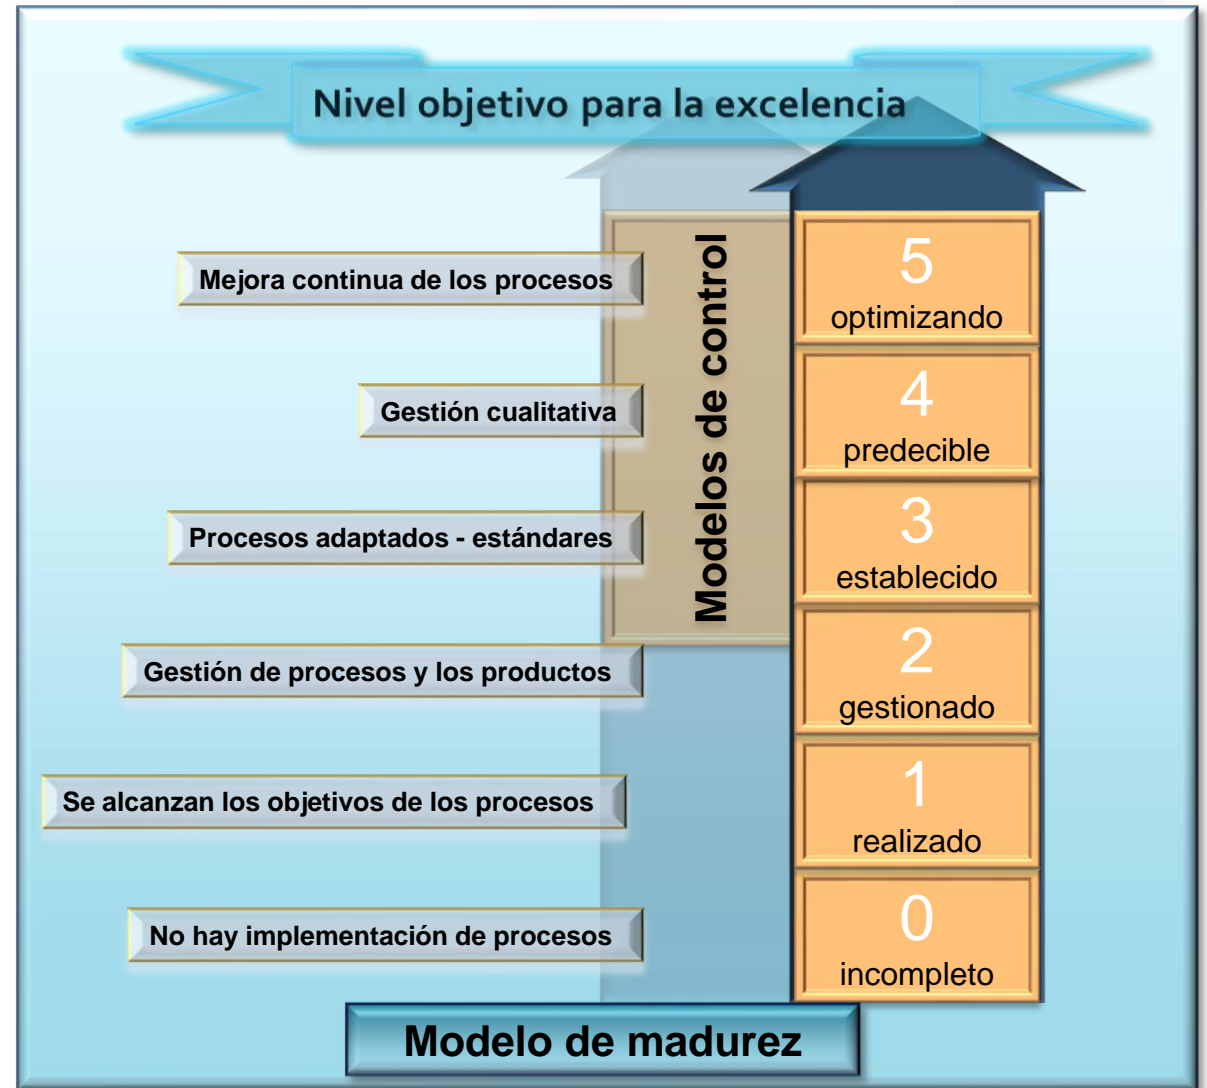 Nivel objetivo para la excelencia
Modelos de control
Mejora continua de los procesos
5
optimizando
Gestión cualitativa
4
predecible
Procesos adaptados - estándares
3
establecido
Gestión de procesos y los productos
2
gestionado
Se alcanzan los objetivos de los procesos
1
realizado
No hay implementación de procesos
0
incompleto
Modelo de madurez